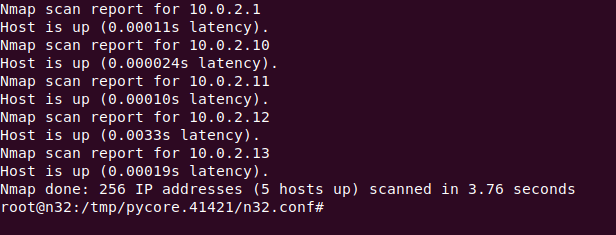 Nmap scan report for 10.0.2.1
Host is up (0.00011s latency).
Nmap scan report for 10.0.2.10
Host is up (0.000024s latency).
Nmap scan report for 10.0.2.11
Host is up (0.00010s latency).
Nmap scan report for 10.0.2.12
Host is up (0.0033s latency).
Nmap scan report for 10.0.2.13
Host is up (0.00019s latency).
Nmap done: 256 IP addresses (5 hosts up) scanned in 3.76 seconds
root@n32:/tmp/pycore.41421/n32.conf#